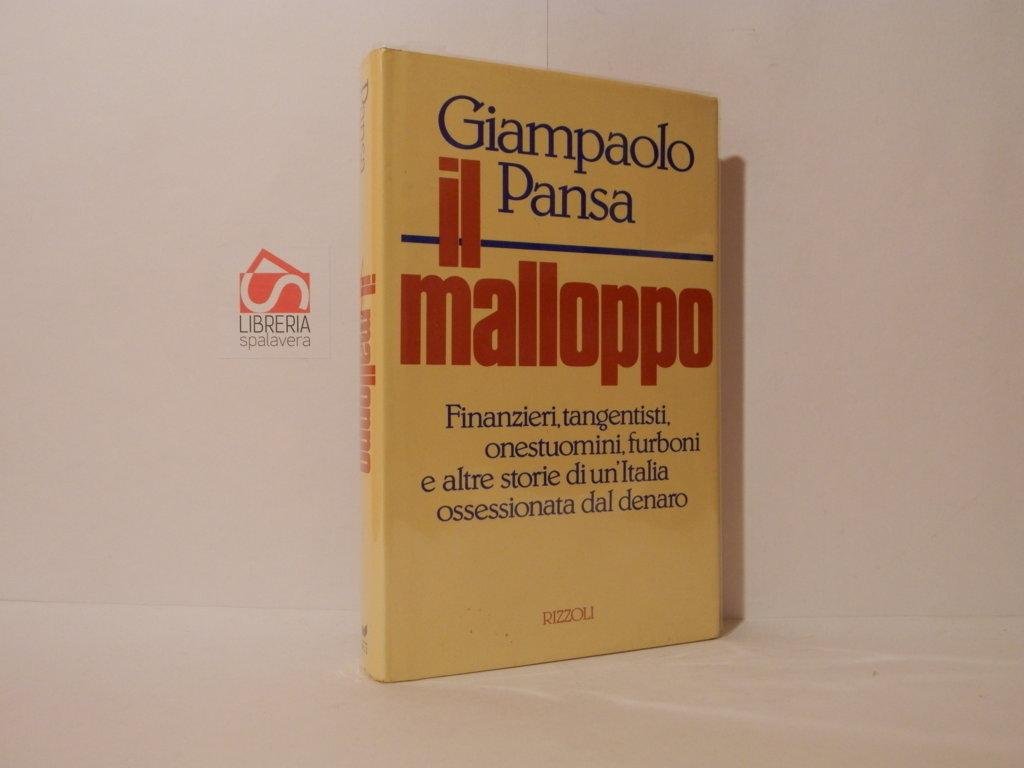 Giampaolo
Pansa
il
malloppo
Finanzieri, tangentisti,
onestuomini, furboni
e altre storie di un'Italia
ossessionata dal denaro
RIZZOLI
Pansa
il malloppo
LIBRERIA
spalavera